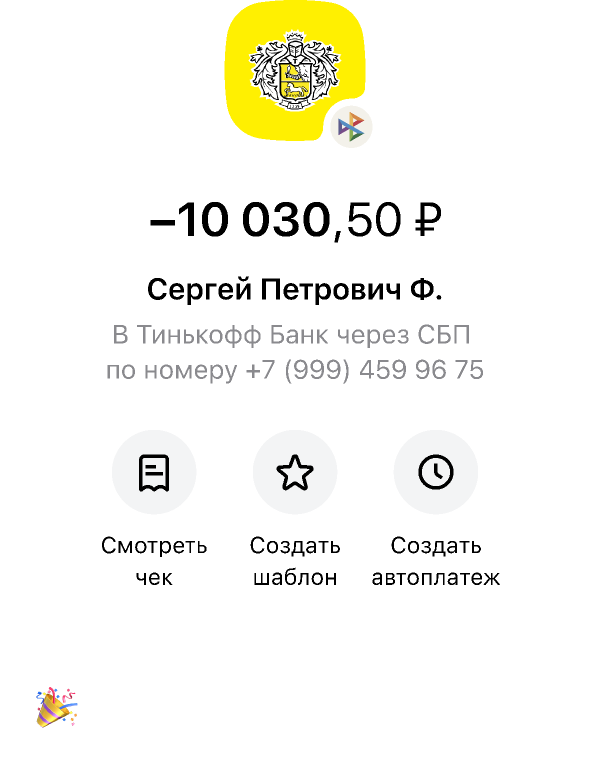 –10 030,50 ₽
Сергей Петрович Ф.
В Тинькофф Банк через СБП
по номеру +7 (999) 459 96 75
Смотреть
чек
Создать
шаблон
Создать
автоплатеж